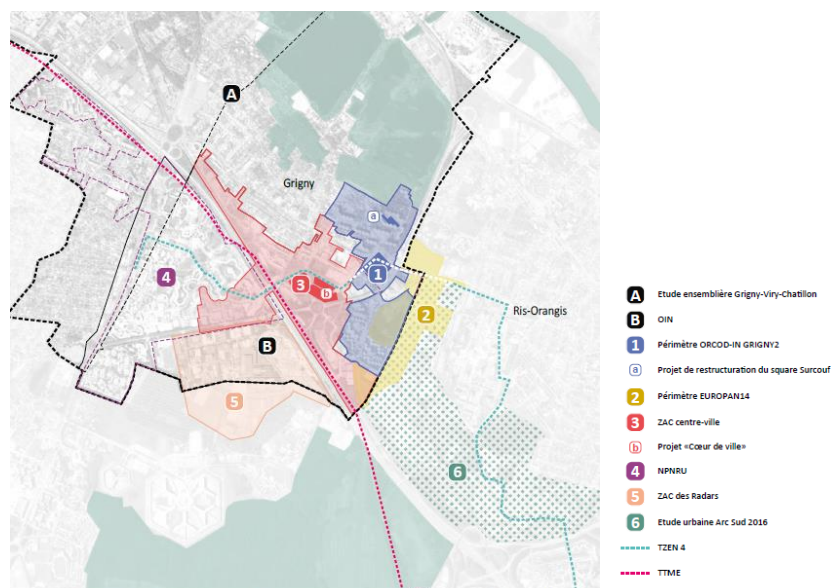 A
Grigny
a
1
4
3
b
Ris-Orangis
2
B
5
6
A Etude ensemblière Grigny-Viry-Chatillon
B OIN
1 Périmètre ORCOD-IN GRIGNY2
a Projet de restructuration du square Surcouf
2 Périmètre EUROPAN14
3 ZAC centre-ville
b Projet «Cœur de ville»
4 NPNRU
5 ZAC des Radars
6 Etude urbaine Arc Sud 2016
TZEN 4
TTME